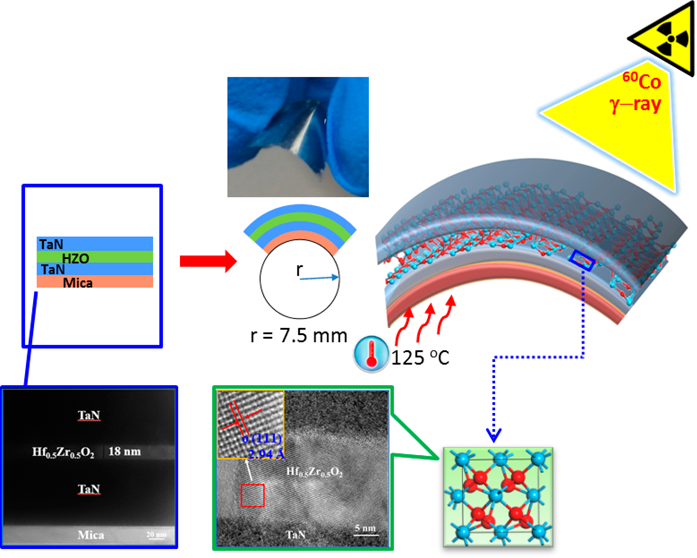 ⁶⁰Co
γ–ray
TaN
HZO
TaN
Mica
r
r = 7.5 mm
125 °C
TaN
Hf₀.₅Zr₀.₅O₂ 18 nm
TaN
Mica
20 nm
o(111)
2.94 Å
Hf₀.₅Zr₀.₅O₂
TaN
5 nm